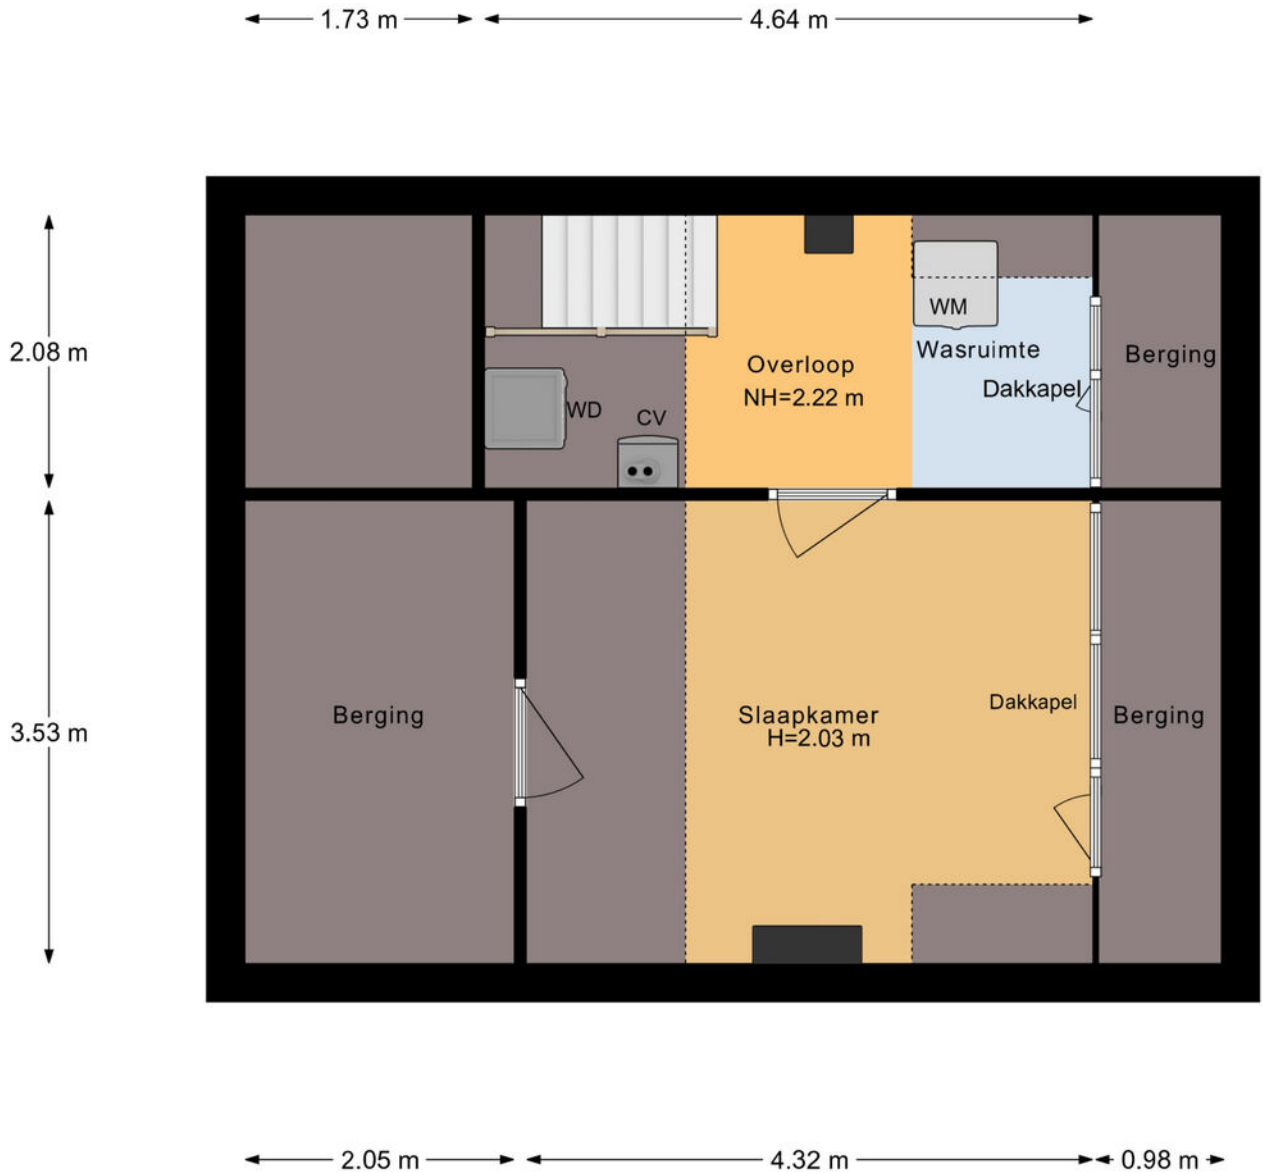 1.73 m
4.64 m
2.08 m
WM
Wasruimte
Berging
Overloop
NH=2.22 m
Dakkapel
WD
CV
3.53 m
Berging
Slaapkamer
H=2.03 m
Dakkapel
Berging
2.05 m
4.32 m
0.98 m